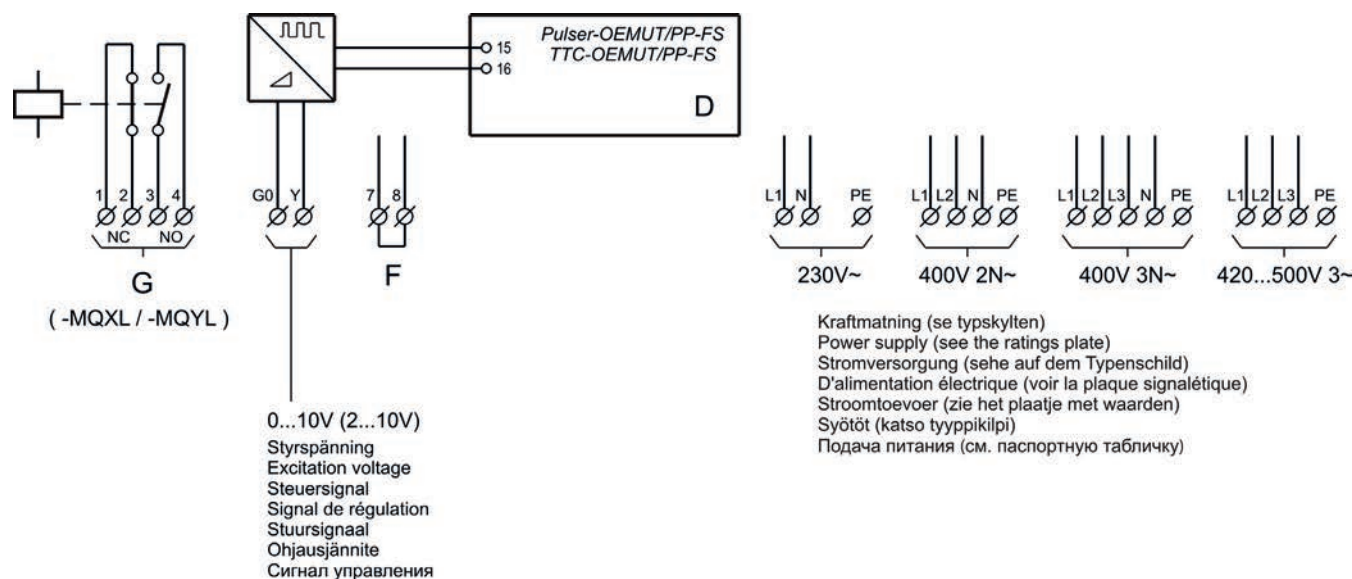 Pulser-OEMUT/PP-FS
TTC-OEMUT/PP-FS
15
16
D
1 2 3 4
NC NO
G
( -MQXL / -MQYL )
G0 Y
7 8
F
L1 N PE
230V~
L1 L2 N PE
400V 2N~
L1 L2 L3 N PE
400V 3N~
L1 L2 L3 PE
420...500V 3~
Kraftmatning (se typskylten)
Power supply (see the ratings plate)
Stromversorgung (sehe auf dem Typenschild)
D'alimentation électrique (voir la plaque signalétique)
Stroomtoevoer (zie het plaatje met waarden)
Syötöt (katso tyyppikilpi)
Подача питания (см. паспортную табличку)
0...10V (2...10V)
Styrspänning
Excitation voltage
Steuersignal
Signal de régulation
Stuursignaal
Ohjausjännite
Сигнал управления